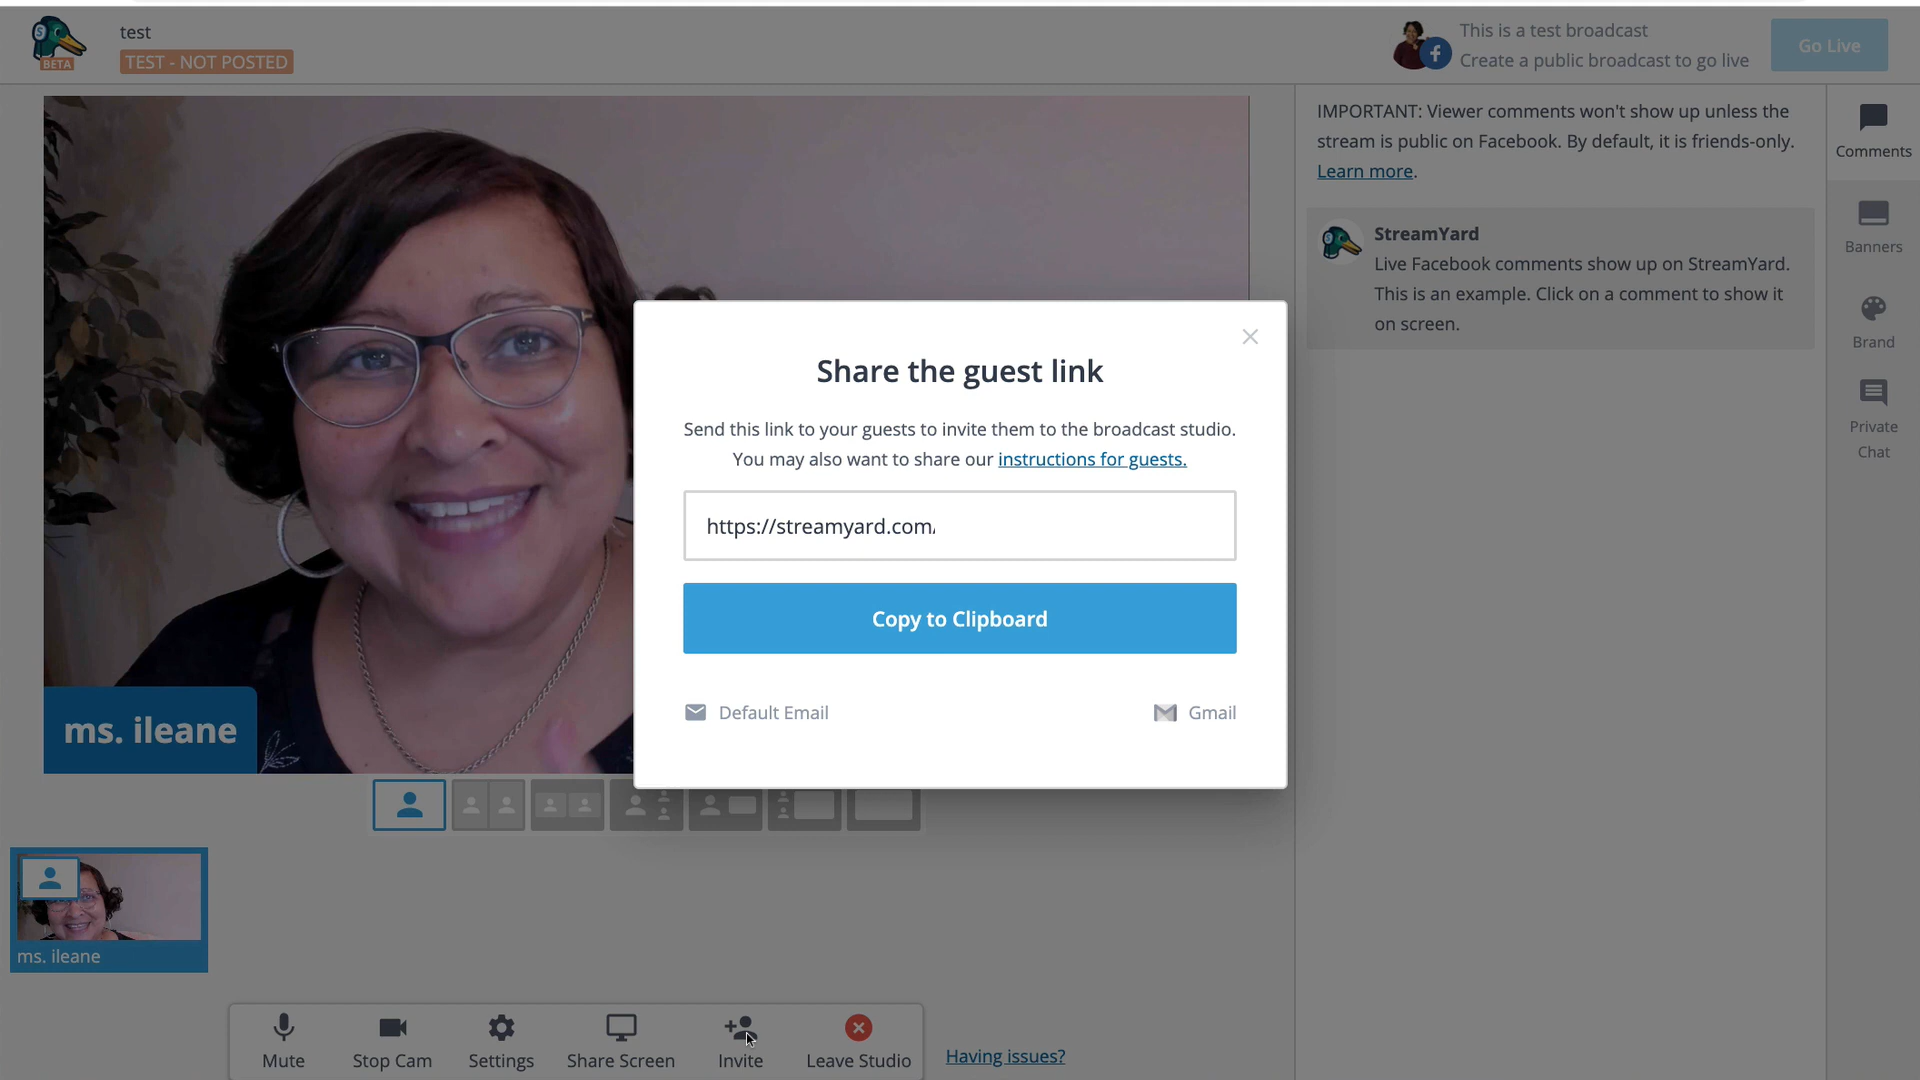 BETA
test
TEST - NOT POSTED
This is a test broadcast
Create a public broadcast to go live
Go Live
IMPORTANT: Viewer comments won't show up unless the
stream is public on Facebook. By default, it is friends-only.
Learn more.
StreamYard
Live Facebook comments show up on StreamYard.
This is an example. Click on a comment to show it
on screen.
Comments
Banners
Brand
Private
Chat
Share the guest link
Send this link to your guests to invite them to the broadcast studio.
You may also want to share our instructions for guests.
https://streamyard.com/
Copy to Clipboard
Default Email
Gmail
ms. ileane
ms. ileane
Mute
Stop Cam
Settings
Share Screen
Invite
Leave Studio
Having issues?